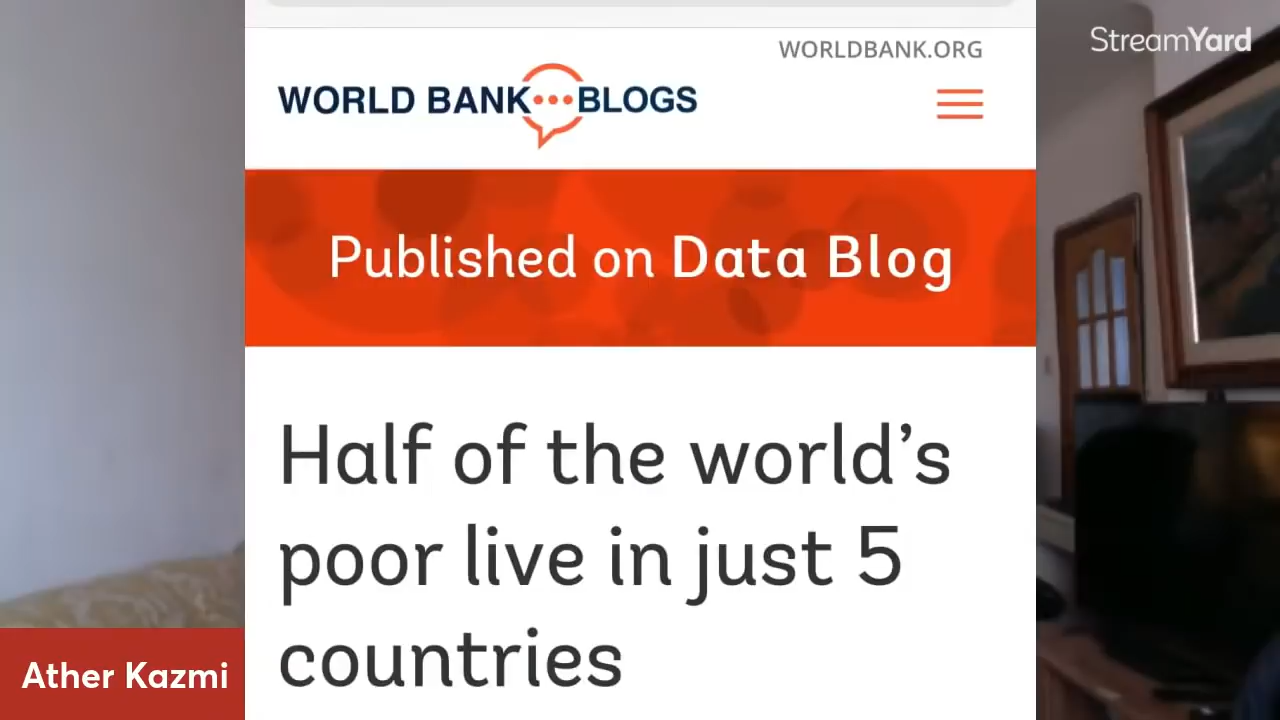 StreamYard
WORLDBANK.ORG
WORLD BANK BLOGS
Published on Data Blog
Half of the world’s
poor live in just 5
countries
Ather Kazmi